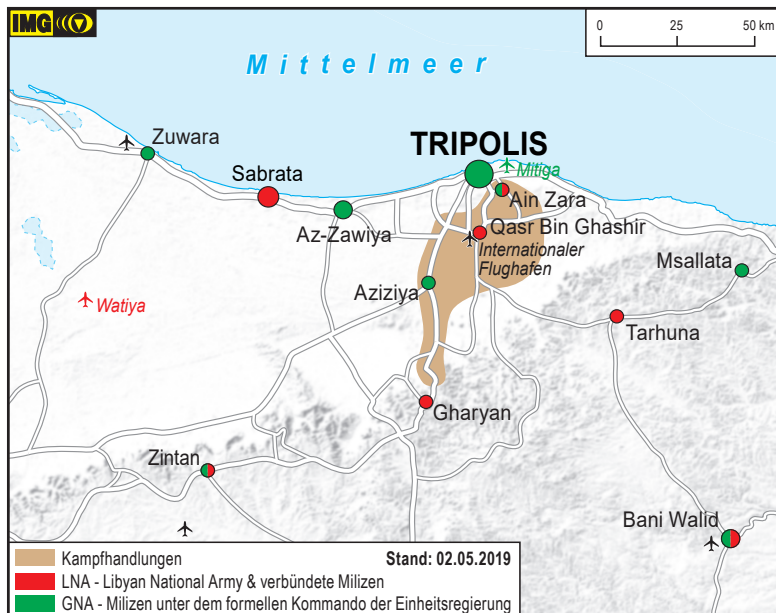 IMG
0 25 50 km
Mittelmeer
Zuwara
TRIPOLIS
Mitiga
Sabrata
Ain Zara
Az-Zawiya
Qasr Bin Ghashir
Internationaler
Flughafen
Msallata
Aziziya
Watiya
Tarhuna
Gharyan
Zintan
Bani Walid
Kampfhandlungen Stand: 02.05.2019
LNA - Libyan National Army & verbündete Milizen
GNA - Milizen unter dem formellen Kommando der Einheitsregierung